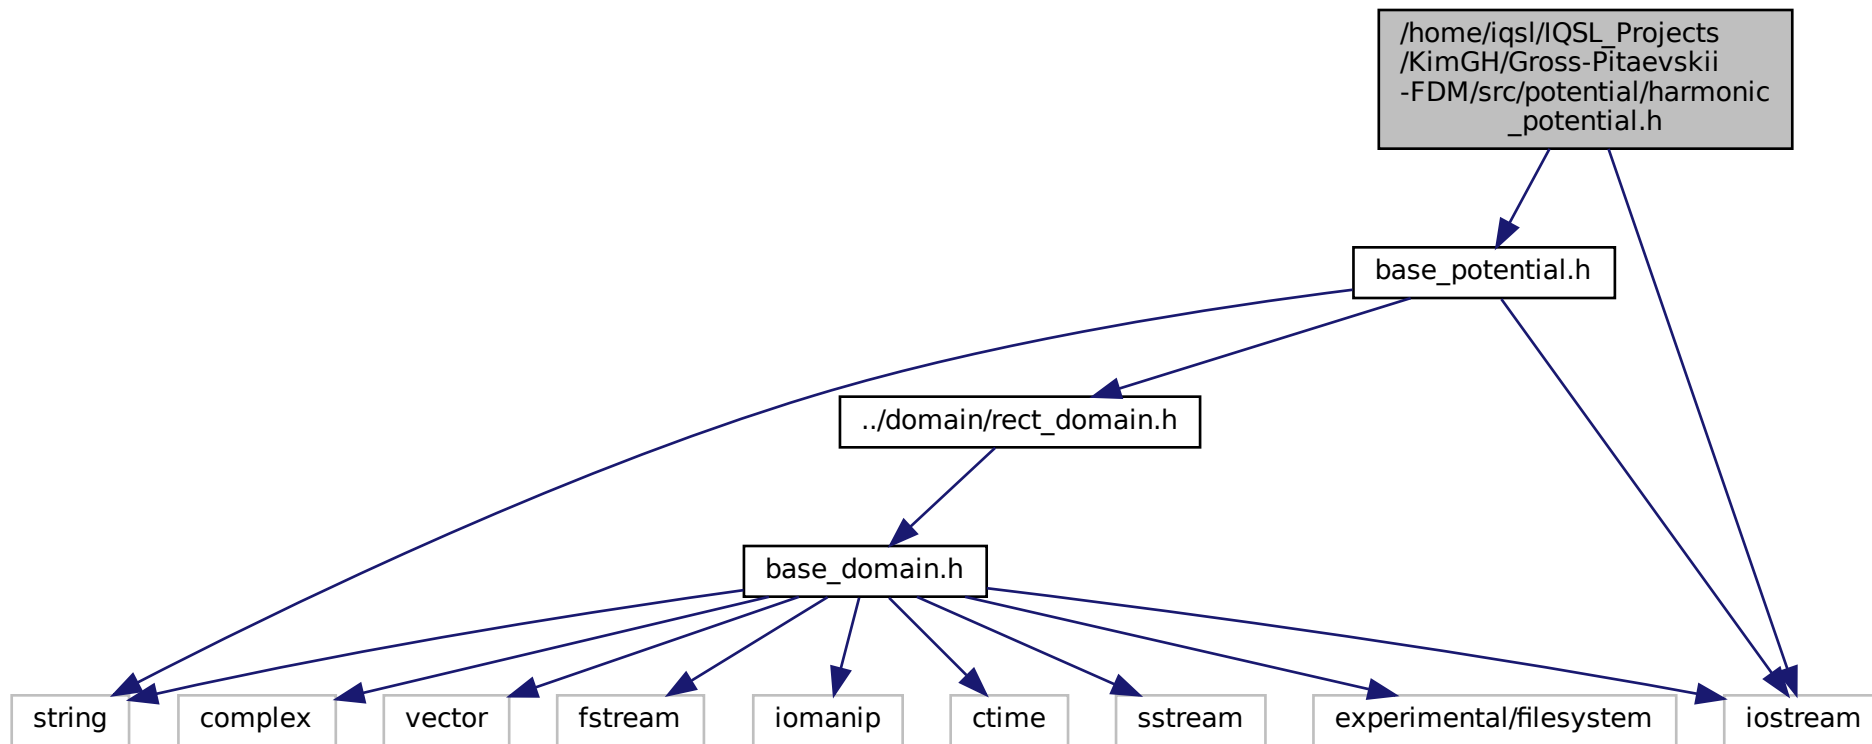 /home/iqsl/IQSL_Projects
/KimGH/Gross-Pitaevskii
-FDM/src/potential/harmonic
_potential.h
base_potential.h
../domain/rect_domain.h
base_domain.h
string
complex
vector
fstream
iomanip
ctime
sstream
experimental/filesystem
iostream